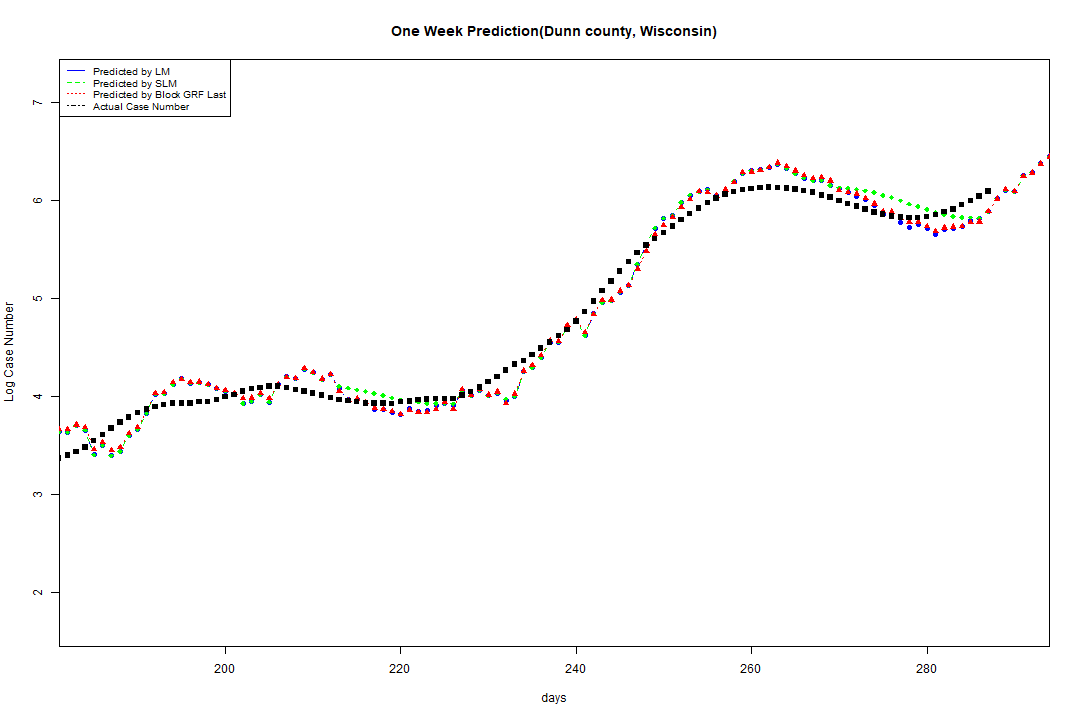 One Week Prediction(Dunn county, Wisconsin)
Predicted by LM
Predicted by SLM
Predicted by Block GRF Last
Actual Case Number
7
6
5
4
3
2
Log Case Number
200 220 240 260 280
days